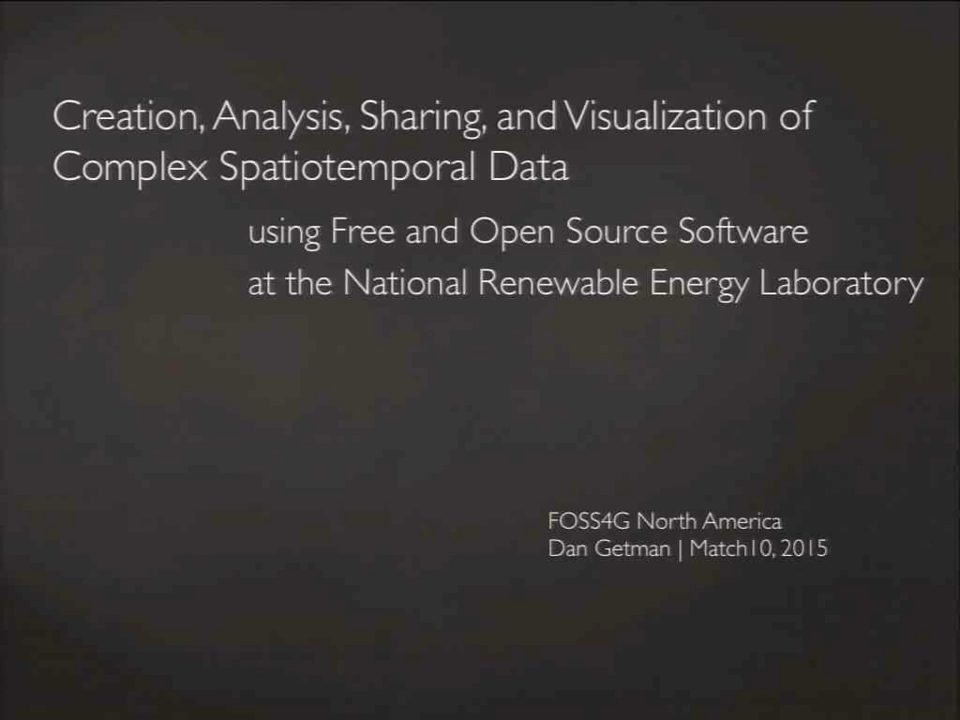 Creation, Analysis, Sharing, and Visualization of
Complex Spatiotemporal Data
using Free and Open Source Software
at the National Renewable Energy Laboratory
FOSS4G North America
Dan Getman | Match10, 2015